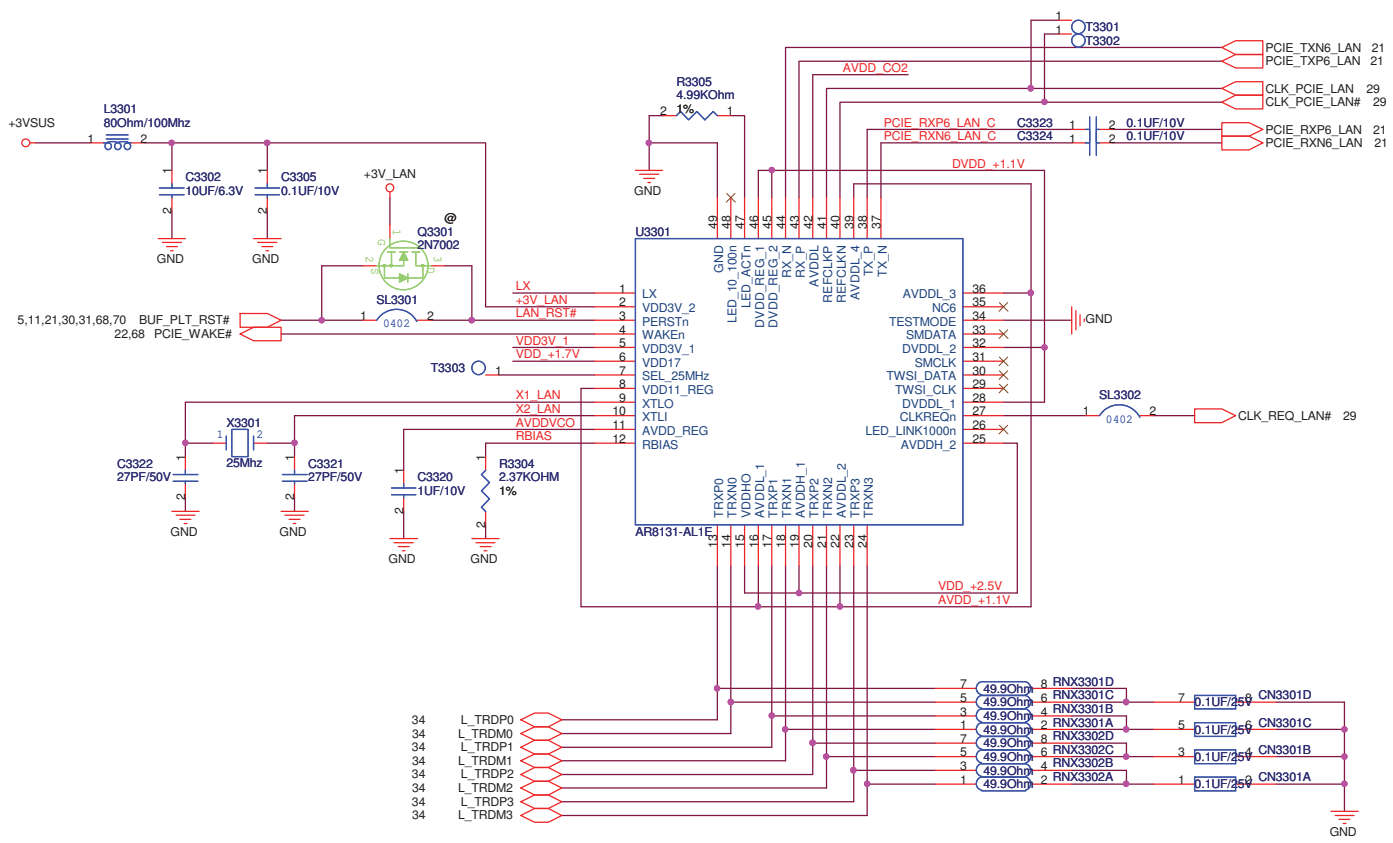 T3301
T3302
PCIE_TXN6_LAN 21
PCIE_TXP6_LAN 21
AVDD_CO2
CLK_PCIE_LAN 29
CLK_PCIE_LAN# 29
R3305
4.99KOhm
1%
2 1
PCIE_RXP6_LAN_C C3323 1 2 0.1UF/10V PCIE_RXP6_LAN 21
PCIE_RXN6_LAN_C C3324 1 2 0.1UF/10V PCIE_RXN6_LAN 21
DVDD_+1.1V
GND
L3301
80Ohm/100Mhz
+3VSUS
1 2
C3302
10UF/6.3V
1
2
GND
C3305
0.1UF/10V
1
2
GND
+3V_LAN
@
Q3301
2N7002
1
G
2 S
3 D
SL3301
1 0402 2
5,11,21,30,31,68,70 BUF_PLT_RST#
22,68 PCIE_WAKE#
T3303 1
U3301
49 GND
48 LED_10_100n
47 LED_ACTn
46 DVDD_REG_1
45 DVDD_REG_2
44 RX_N
43 RX_P
42 AVDDL
41 REFCLKP
40 REFCLKN
39 AVDDL_4
38 TX_P
37 TX_N
LX 1 LX
+3V_LAN 2 VDD3V_2
LAN_RST# 3 PERSTn
4 WAKEn
VDD3V_1 5 VDD3V_1
VDD_+1.7V 6 VDD17
7 SEL_25MHz
8 VDD11_REG
X1_LAN 9 XTLO
X2_LAN 10 XTLI
AVDDVCO 11 AVDD_REG
RBIAS 12 RBIAS
AVDDL_3 36
NC6 35
TESTMODE 34
GND
SMDATA 33
DVDDL_2 32
SMCLK 31
TWSI_DATA 30
TWSI_CLK 29
DVDDL_1 28
CLKREQn 27
LED_LINK1000n 26
AVDDH_2 25
SL3302
1 0402 2
CLK_REQ_LAN# 29
X3301
1 2
25Mhz
C3322
27PF/50V
1
2
GND
C3321
27PF/50V
1
2
GND
C3320
1UF/10V
1
2
GND
R3304
2.37KOHM
1%
1
2
GND
TRXP0 13
TRXN0 14
VDDHO 15
AVDDL_1 16
TRXP1 17
TRXN1 18
AVDDH_1 19
TRXP2 20
TRXN2 21
AVDDL_2 22
TRXP3 23
TRXN3 24
AR8131-AL1E
VDD_+2.5V
AVDD_+1.1V
7 49.9Ohm 8 RNX3301D
5 49.9Ohm 6 RNX3301C
3 49.9Ohm 4 RNX3301B
1 49.9Ohm 2 RNX3301A
7 49.9Ohm 8 RNX3302D
5 49.9Ohm 6 RNX3302C
3 49.9Ohm 4 RNX3302B
1 49.9Ohm 2 RNX3302A
7 0.1UF/25V 8 CN3301D
5 0.1UF/25V 6 CN3301C
3 0.1UF/25V 4 CN3301B
1 0.1UF/25V 2 CN3301A
GND
34 L_TRDP0
34 L_TRDM0
34 L_TRDP1
34 L_TRDM1
34 L_TRDP2
34 L_TRDM2
34 L_TRDP3
34 L_TRDM3